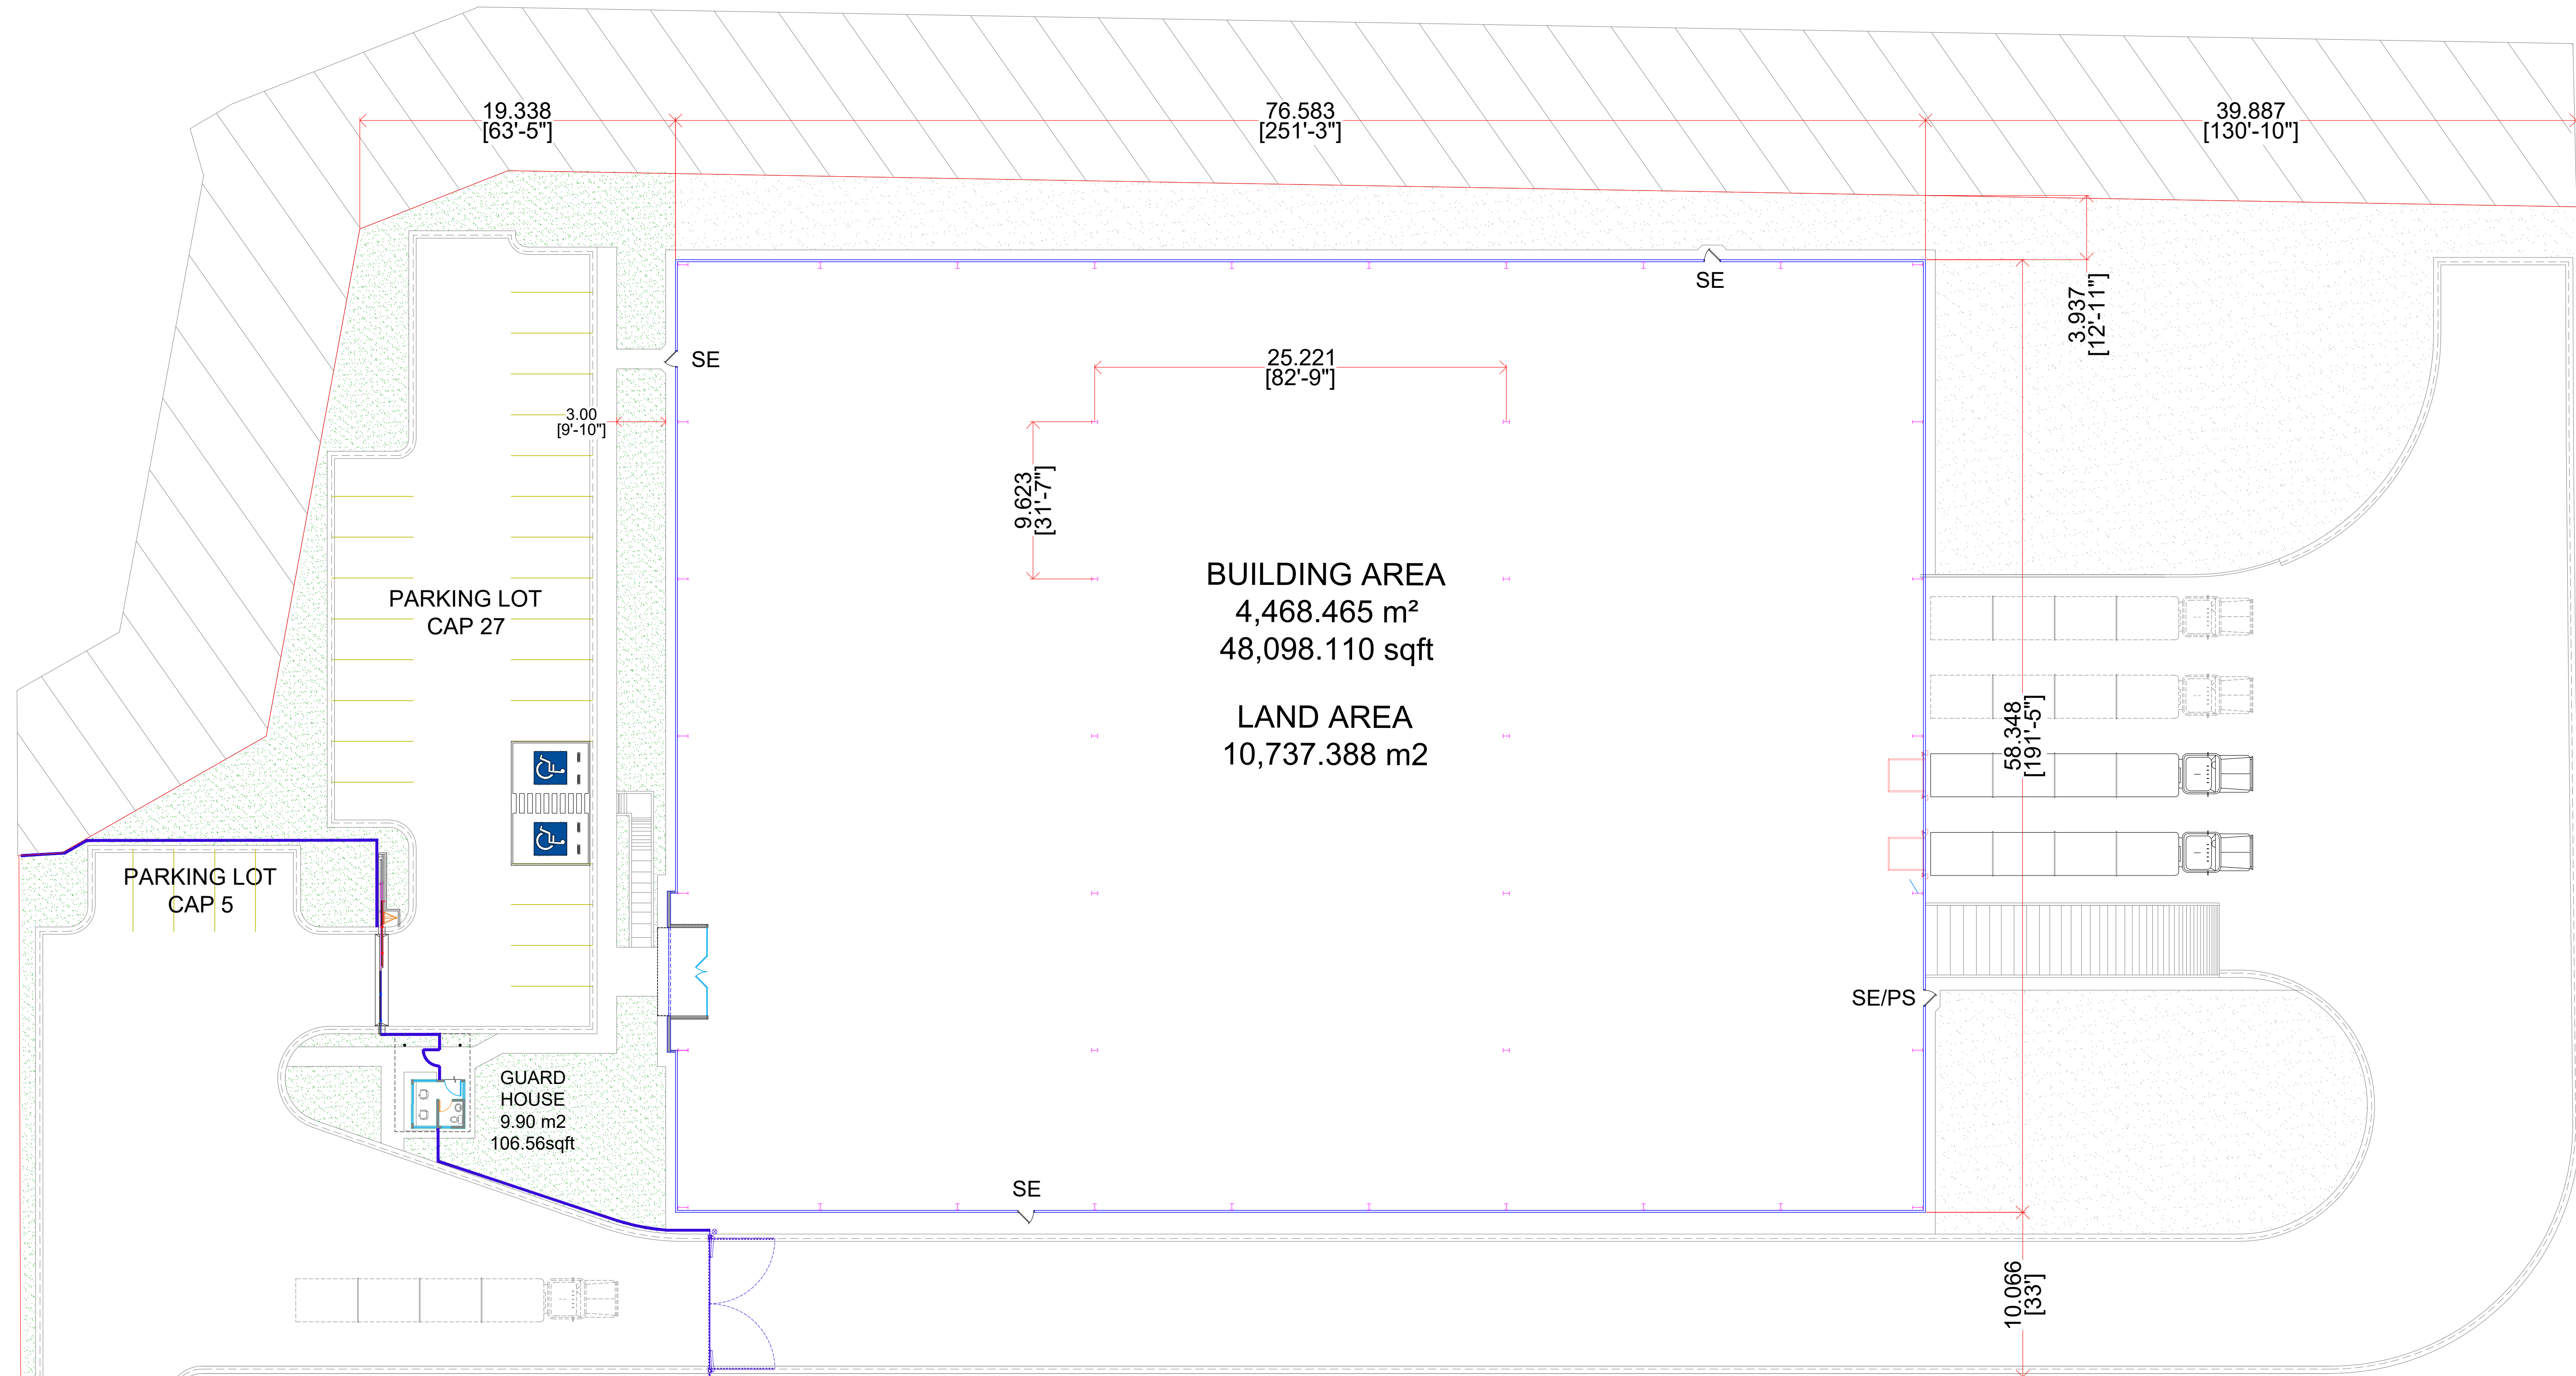 19.338
[63'-5"]
76.583
[251'-3"]
39.887
[130'-10"]
3.937
[12'-11"]
SE
SE
25.221
[82'-9"]
3.00
[9'-10"]
9.623
[31'-7"]
BUILDING AREA
4,468.465 m²
48,098.110 sqft
LAND AREA
10,737.388 m2
PARKING LOT
CAP 27
58.348
[191'-5"]
PARKING LOT
CAP 5
SE/PS
GUARD
HOUSE
9.90 m2
106.56sqft
SE
10.066
[33']